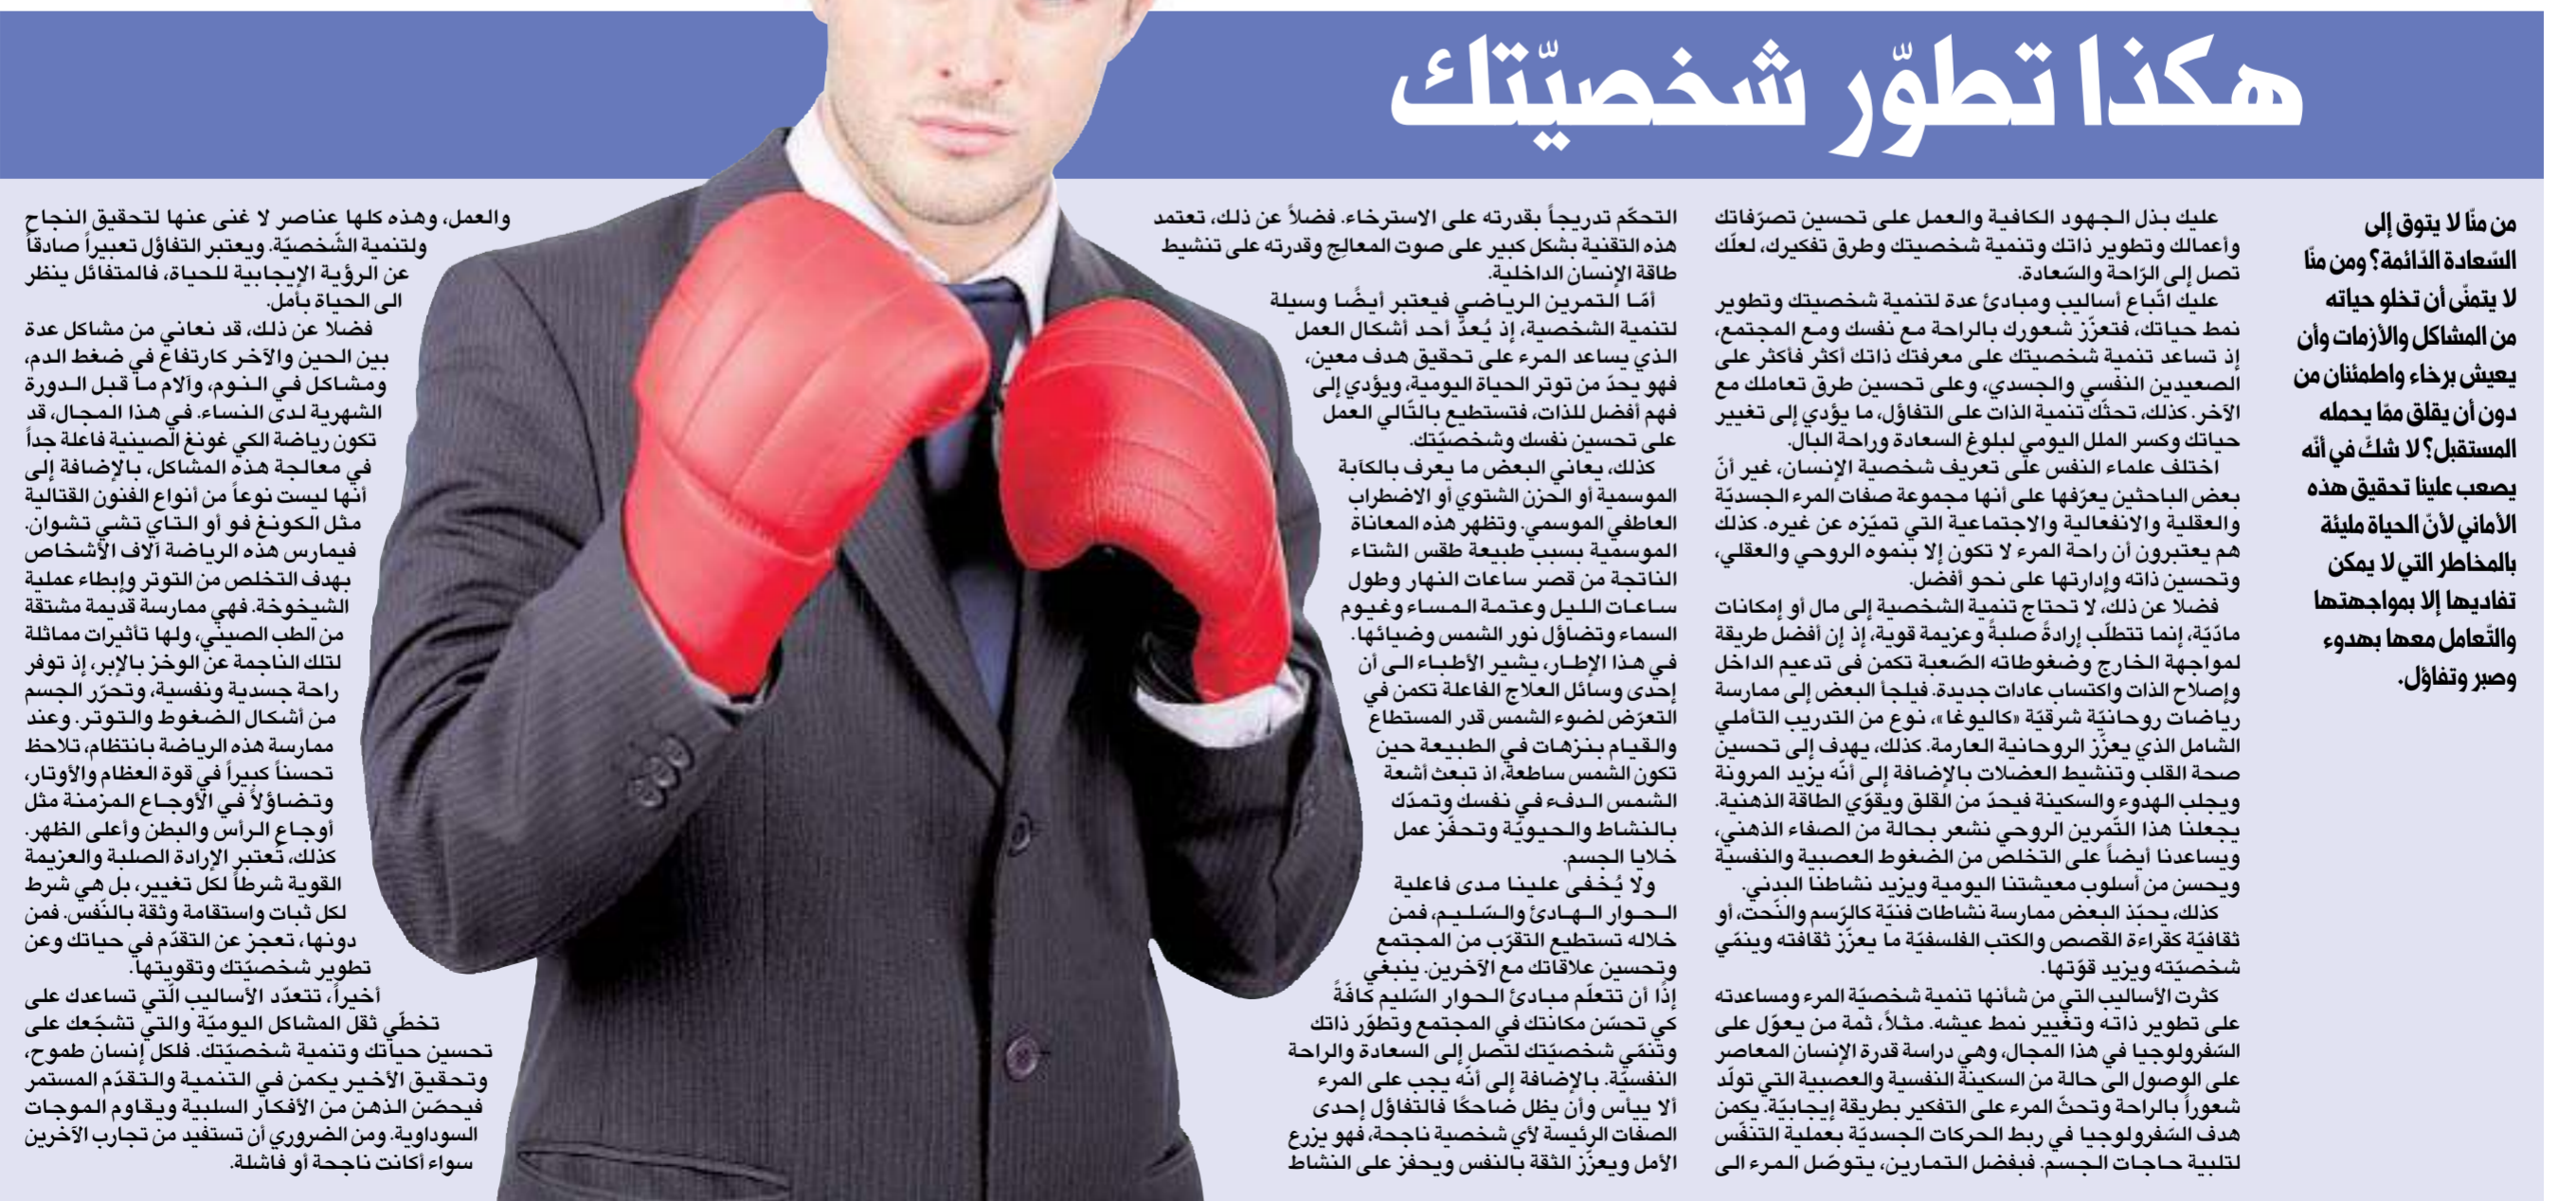 هكذا تطوّر شخصيّتك
من منّا لا يتوق إلى
السّعادة الدّائمة؟ ومن منّا
لا يتمنّى أن تخلو حياته
من المشاكل والأزمات وأن
يعيش برخاء واطمئنان من
دون أن يقلق ممّا يحمله
المستقبل؟ لا شكّ في أنّه
يصعب علينا تحقيق هذه
الأماني لأنّ الحياة مليئة
بالمخاطر التي لا يمكن
تفاديها إلا بمواجهتها
والتّعامل معها بهدوء
وصبر وتفاؤل.
عليك بذل الجهود الكافية والعمل على تحسين تصرّفاتك
وأعمالك وتطوير ذاتك وتنمية شخصيتك وطرق تفكيرك، لعلّك
تصل إلى الرّاحة والسّعادة.
عليك اتّباع أساليب ومبادئ عدة لتنمية شخصيتك وتطوير
نمط حياتك، فتعزّز شعورك بالراحة مع نفسك ومع المجتمع،
إذ تساعد تنمية شخصيتك على معرفتك ذاتك أكثر فأكثر على
الصعيدين النفسي والجسدي، وعلى تحسين طرق تعاملك مع
الآخر. كذلك، تحثّك تنمية الذات على التفاؤل، ما يؤدي إلى تغيير
حياتك وكسر الملل اليومي لبلوغ السعادة وراحة البال.
اختلف علماء النفس على تعريف شخصية الإنسان، غير أنّ
بعض الباحثين يعرّفها على أنها مجموعة صفات المرء الجسديّة
والعقلية والانفعالية والاجتماعية التي تميّزه عن غيره. كذلك
هم يعتبرون أن راحة المرء لا تكون إلا بنموه الروحي والعقلي،
وتحسين ذاته وإدارتها على نحو أفضل.
فضلا عن ذلك، لا تحتاج تنمية الشخصية إلى مال أو إمكانات
مادّيّة، إنما تتطلّب إرادةً صلبةً وعزيمة قوية، إذ إن أفضل طريقة
لمواجهة الخارج وضغوطاته الصّعبة تكمن فى تدعيم الداخل
وإصلاح الذات واكتساب عادات جديدة. فيلجأ البعض إلى ممارسة
رياضات روحانيّة شرقيّة «كاليوغا»، نوع من التدريب التأملي
الشامل الذي يعزّز الروحانية العارمة. كذلك، يهدف إلى تحسين
صحة القلب وتنشيط العضلات بالإضافة إلى أنّه يزيد المرونة
ويجلب الهدوء والسكينة فيحدّ من القلق ويقوّي الطاقة الذهنية.
يجعلنا هذا التّمرين الروحي نشعر بحالة من الصفاء الذهني،
ويساعدنا أيضاً على التخلص من الضغوط العصبية والنفسية
ويحسن من أسلوب معيشتنا اليومية ويزيد نشاطنا البدني.
كذلك، يحبّذ البعض ممارسة نشاطات فنيّة كالرّسم والنّحت، أو
ثقافيّة كقراءة القصص والكتب الفلسفيّة ما يعزّز ثقافته وينمّي
شخصيّته ويزيد قوّتها.
كثرت الأساليب التي من شأنها تنمية شخصيّة المرء ومساعدته
على تطوير ذاته وتغيير نمط عيشه. مثلاً، ثمة من يعوّل على
السّفرولوجيا في هذا المجال، وهي دراسة قدرة الإنسان المعاصر
على الوصول الى حالة من السكينة النفسية والعصبية التي تولّد
شعوراً بالراحة وتحثّ المرء على التفكير بطريقة إيجابيّة. يكمن
هدف السّفرولوجيا في ربط الحركات الجسديّة بعملية التنفّس
لتلبية حاجات الجسم. فبفضل التمارين، يتوصّل المرء الى
التحكّم تدريجاً بقدرته على الاسترخاء. فضلاً عن ذلك، تعتمد
هذه التقنية بشكل كبير على صوت المعالِج وقدرته على تنشيط
طاقة الإنسان الداخلية.
أمّا التمرين الرياضي فيعتبر أيضًا وسيلة
لتنمية الشخصية، إذ يُعدّ أحد أشكال العمل
الذي يساعد المرء على تحقيق هدف معين،
فهو يحدّ من توتر الحياة اليومية، ويؤدي إلى
فهم أفضل للذات، فتستطيع بالتّالي العمل
على تحسين نفسك وشخصيّتك.
كذلك، يعاني البعض ما يعرف بالكآبة
الموسمية أو الحزن الشتوي أو الاضطراب
العاطفي الموسمي. وتظهر هذه المعاناة
الموسمية بسبب طبيعة طقس الشتاء
الناتجة من قصر ساعات النهار وطول
ساعات الليل وعتمة المساء وغيوم
السماء وتضاؤل نور الشمس وضيائها.
في هذا الإطار، يشير الأطباء الى أن
إحدى وسائل العلاج الفاعلة تكمن في
التعرّض لضوء الشمس قدر المستطاع
والقيام بنزهات في الطبيعة حين
تكون الشمس ساطعة، اذ تبعث أشعة
الشمس الدفء في نفسك وتمدّك
بالنشاط والحيويّة وتحفّز عمل
خلايا الجسم.
ولا يُخفى علينا مدى فاعلية
الحوار الهادئ والسّليم، فمن
خلاله تستطيع التقرّب من المجتمع
وتحسين علاقاتك مع الآخرين. ينبغي
إذًا أن تتعلّم مبادئ الحوار السّليم كافّةً
كي تحسّن مكانتك في المجتمع وتطوّر ذاتك
وتنمّي شخصيّتك لتصل إلى السعادة والراحة
النفسيّة. بالإضافة إلى أنّه يجب على المرء
ألا ييأس وأن يظل ضاحكًا فالتفاؤل إحدى
الصفات الرئيسة لأي شخصية ناجحة، فهو يزرع
الأمل ويعزّز الثقة بالنفس ويحفز على النشاط
والعمل، وهذه كلها عناصر لا غنى عنها لتحقيق النجاح
ولتنمية الشّخصيّة. ويعتبر التفاؤل تعبيراً صادقاً
عن الرؤية الإيجابية للحياة، فالمتفائل ينظر
الى الحياة بأمل.
فضلا عن ذلك، قد نعاني من مشاكل عدة
بين الحين والآخر كارتفاع في ضغط الدم،
ومشاكل في النوم، وآلام ما قبل الدورة
الشهرية لدى النساء. في هذا المجال، قد
تكون رياضة الكي غونغ الصينية فاعلة جداً
في معالجة هذه المشاكل، بالإضافة إلى
أنها ليست نوعاً من أنواع الفنون القتالية
مثل الكونغ فو أو التاي تشي تشوان.
فيمارس هذه الرياضة آلاف الأشخاص
بهدف التخلص من التوتر وإبطاء عملية
الشيخوخة. فهي ممارسة قديمة مشتقة
من الطب الصيني، ولها تأثيرات مماثلة
لتلك الناجمة عن الوخز بالإبر، إذ توفر
راحة جسدية ونفسية، وتحرّر الجسم
من أشكال الضغوط والتوتر. وعند
ممارسة هذه الرياضة بانتظام، تلاحظ
تحسناً كبيراً في قوة العظام والأوتار،
وتضاؤلاً في الأوجاع المزمنة مثل
أوجاع الرأس والبطن وأعلى الظهر.
كذلك، تُعتبر الإرادة الصلبة والعزيمة
القوية شرطاً لكل تغيير، بل هي شرط
لكل ثبات واستقامة وثقة بالنّفس. فمن
دونها، تعجز عن التقدّم في حياتك وعن
تطوير شخصيّتك وتقويتها.
أخيراً، تتعدّد الأساليب الّتي تساعدك على
تخطّي ثقل المشاكل اليوميّة والتي تشجّعك على
تحسين حياتك وتنمية شخصيّتك. فلكل إنسان طموح،
وتحقيق الأخير يكمن في التنمية والتقدّم المستمر
فيحصّن الذهن من الأفكار السلبية ويقاوم الموجات
السوداوية. ومن الضروري أن تستفيد من تجارب الآخرين
سواء أكانت ناجحة أو فاشلة.